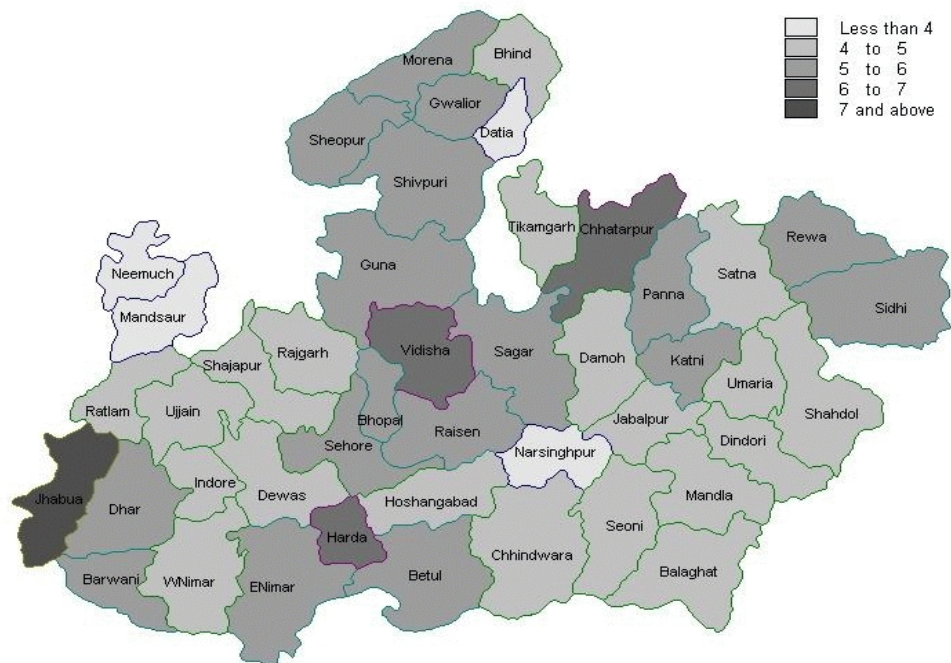 Less than 4
4 to 5
5 to 6
6 to 7
7 and above
Bhind
Morena
Gwalior
Datia
Sheopur
Shivpuri
Tikamgarh
Chhatarpur
Rewa
Guna
Satna
Neemuch
Panna
Sidhi
Mandsaur
Vidisha
Sagar
Rajgarh
Damoh
Katni
Shajapur
Umaria
Ratlam
Ujjain
Bhopal
Jabalpur
Shahdol
Raisen
Sehore
Dindori
Narsinghpur
Indore
Dewas
Mandla
Jhabua
Hoshangabad
Dhar
Seoni
Harda
Chhindwara
Balaghat
Barwani
WNimar
ENimar
Betul